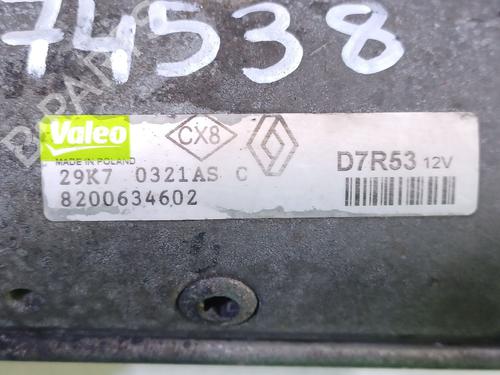 74538
Valeo
CX8
MADE IN POLAND
29K7 0321AS C
8200634602
D7R53 12V